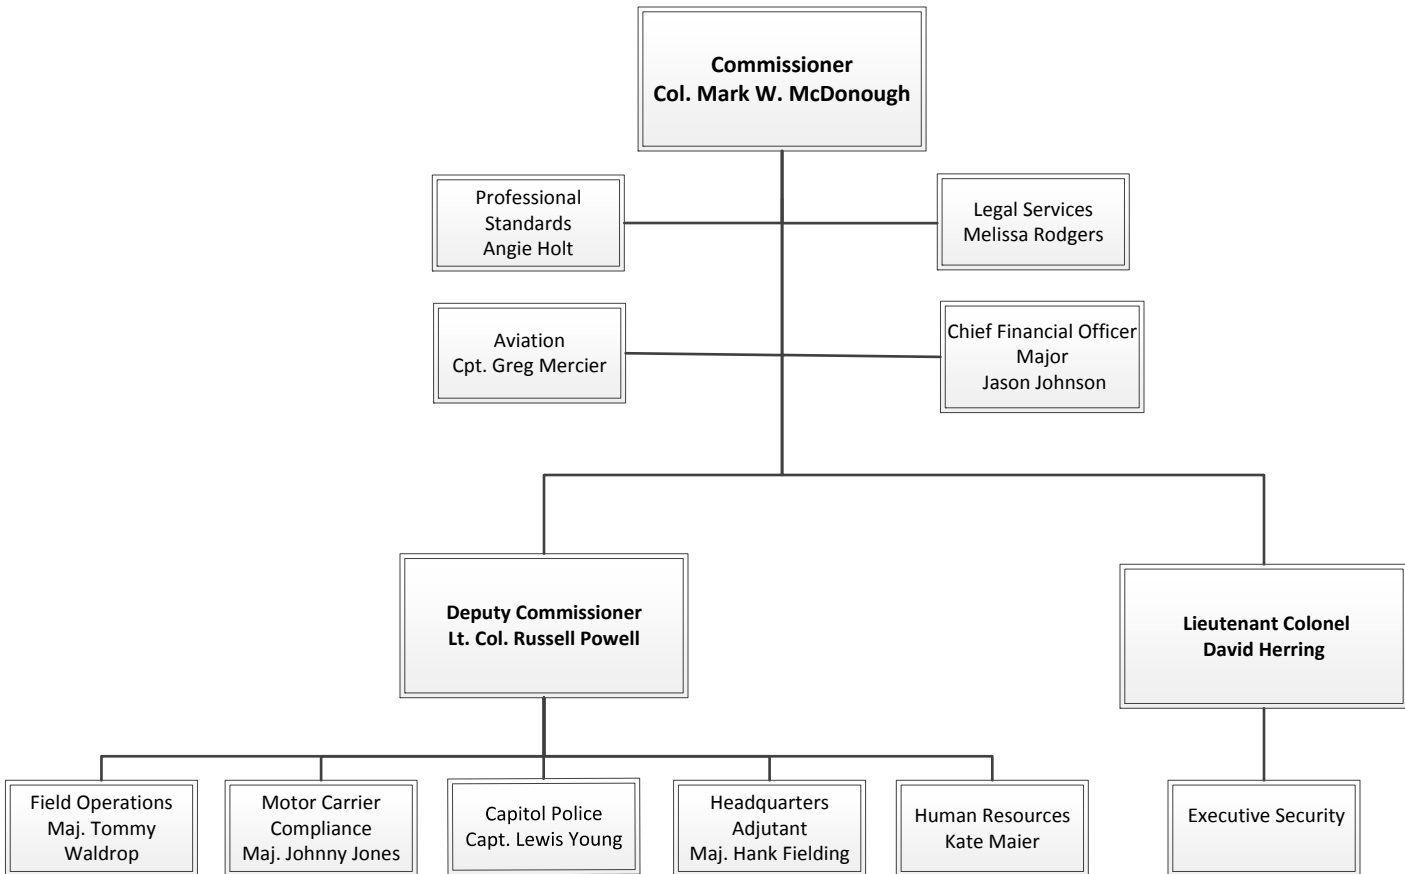 Commissioner
Col. Mark W. McDonough
Professional
Standards
Angie Holt
Legal Services
Melissa Rodgers
Aviation
Cpt. Greg Mercier
Chief Financial Officer
Major
Jason Johnson
Deputy Commissioner
Lt. Col. Russell Powell
Lieutenant Colonel
David Herring
Field Operations
Maj. Tommy
Waldrop
Motor Carrier
Compliance
Maj. Johnny Jones
Capitol Police
Capt. Lewis Young
Headquarters
Adjutant
Maj. Hank Fielding
Human Resources
Kate Maier
Executive Security